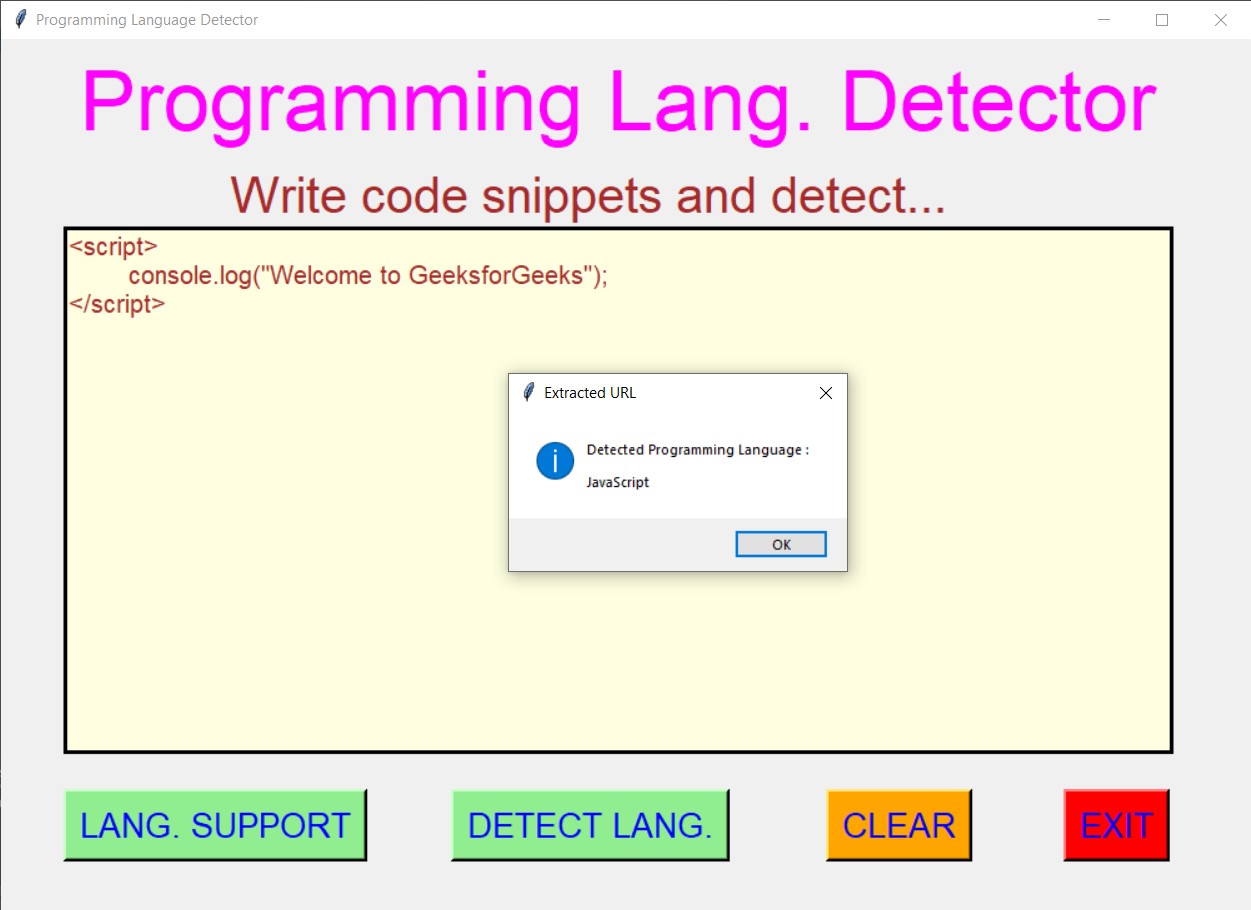 Programming Language Detector
Programming Lang. Detector
Write code snippets and detect...
<script>
console.log("Welcome to GeeksforGeeks");
</script>
Extracted URL
Detected Programming Language :
JavaScript
OK
LANG. SUPPORT
DETECT LANG.
CLEAR
EXIT